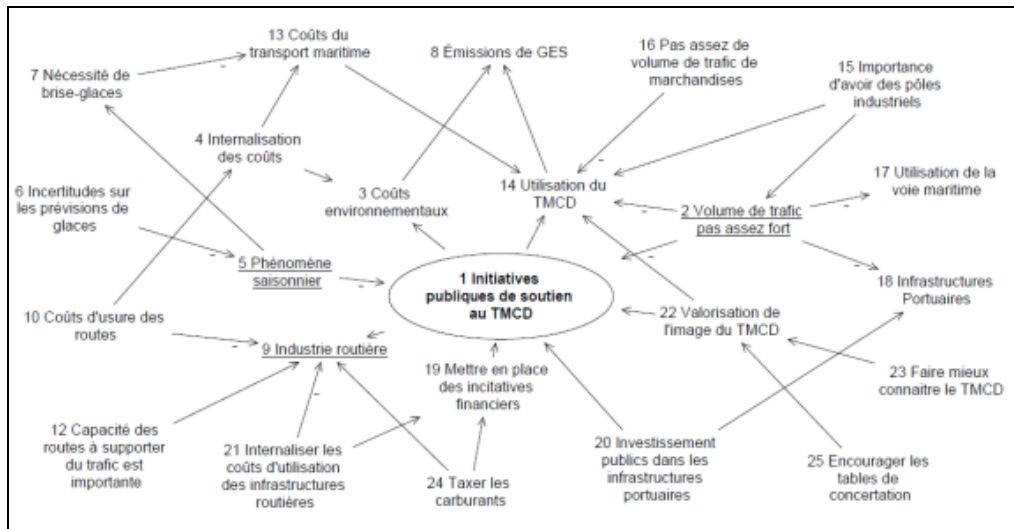 13 Coûts du
transport maritime
8 Émissions de GES
16 Pas assez de
volume de trafic de
marchandises
15 Importance
d'avoir des pôles
industriels
7 Nécessité de
brise-glaces
4 Internalisation
des coûts
3 Coûts
environnementaux
14 Utilisation du
TMCD
17 Utilisation de la
voie maritime
6 Incertitudes sur
les prévisions de
glaces
2 Volume de trafic
pas assez fort
5 Phénomène
saisonnier
1 Initiatives
publiques de soutien
au TMCD
18 Infrastructures
Portuaires
10 Coûts d'usure des
routes
22 Valorisation de
l'image du TMCD
9 Industrie routière
19 Mettre en place
des incitatives
financiers
23 Faire mieux
connaitre le TMCD
12 Capacité des
routes à supporter
du trafic est
importante
21 Internaliser les
coûts d'utilisation
des infrastructures
routières
24 Taxer les
carburants
20 Investissement
publics dans les
infrastructures
portuaires
25 Encourager les
tables de
concertation